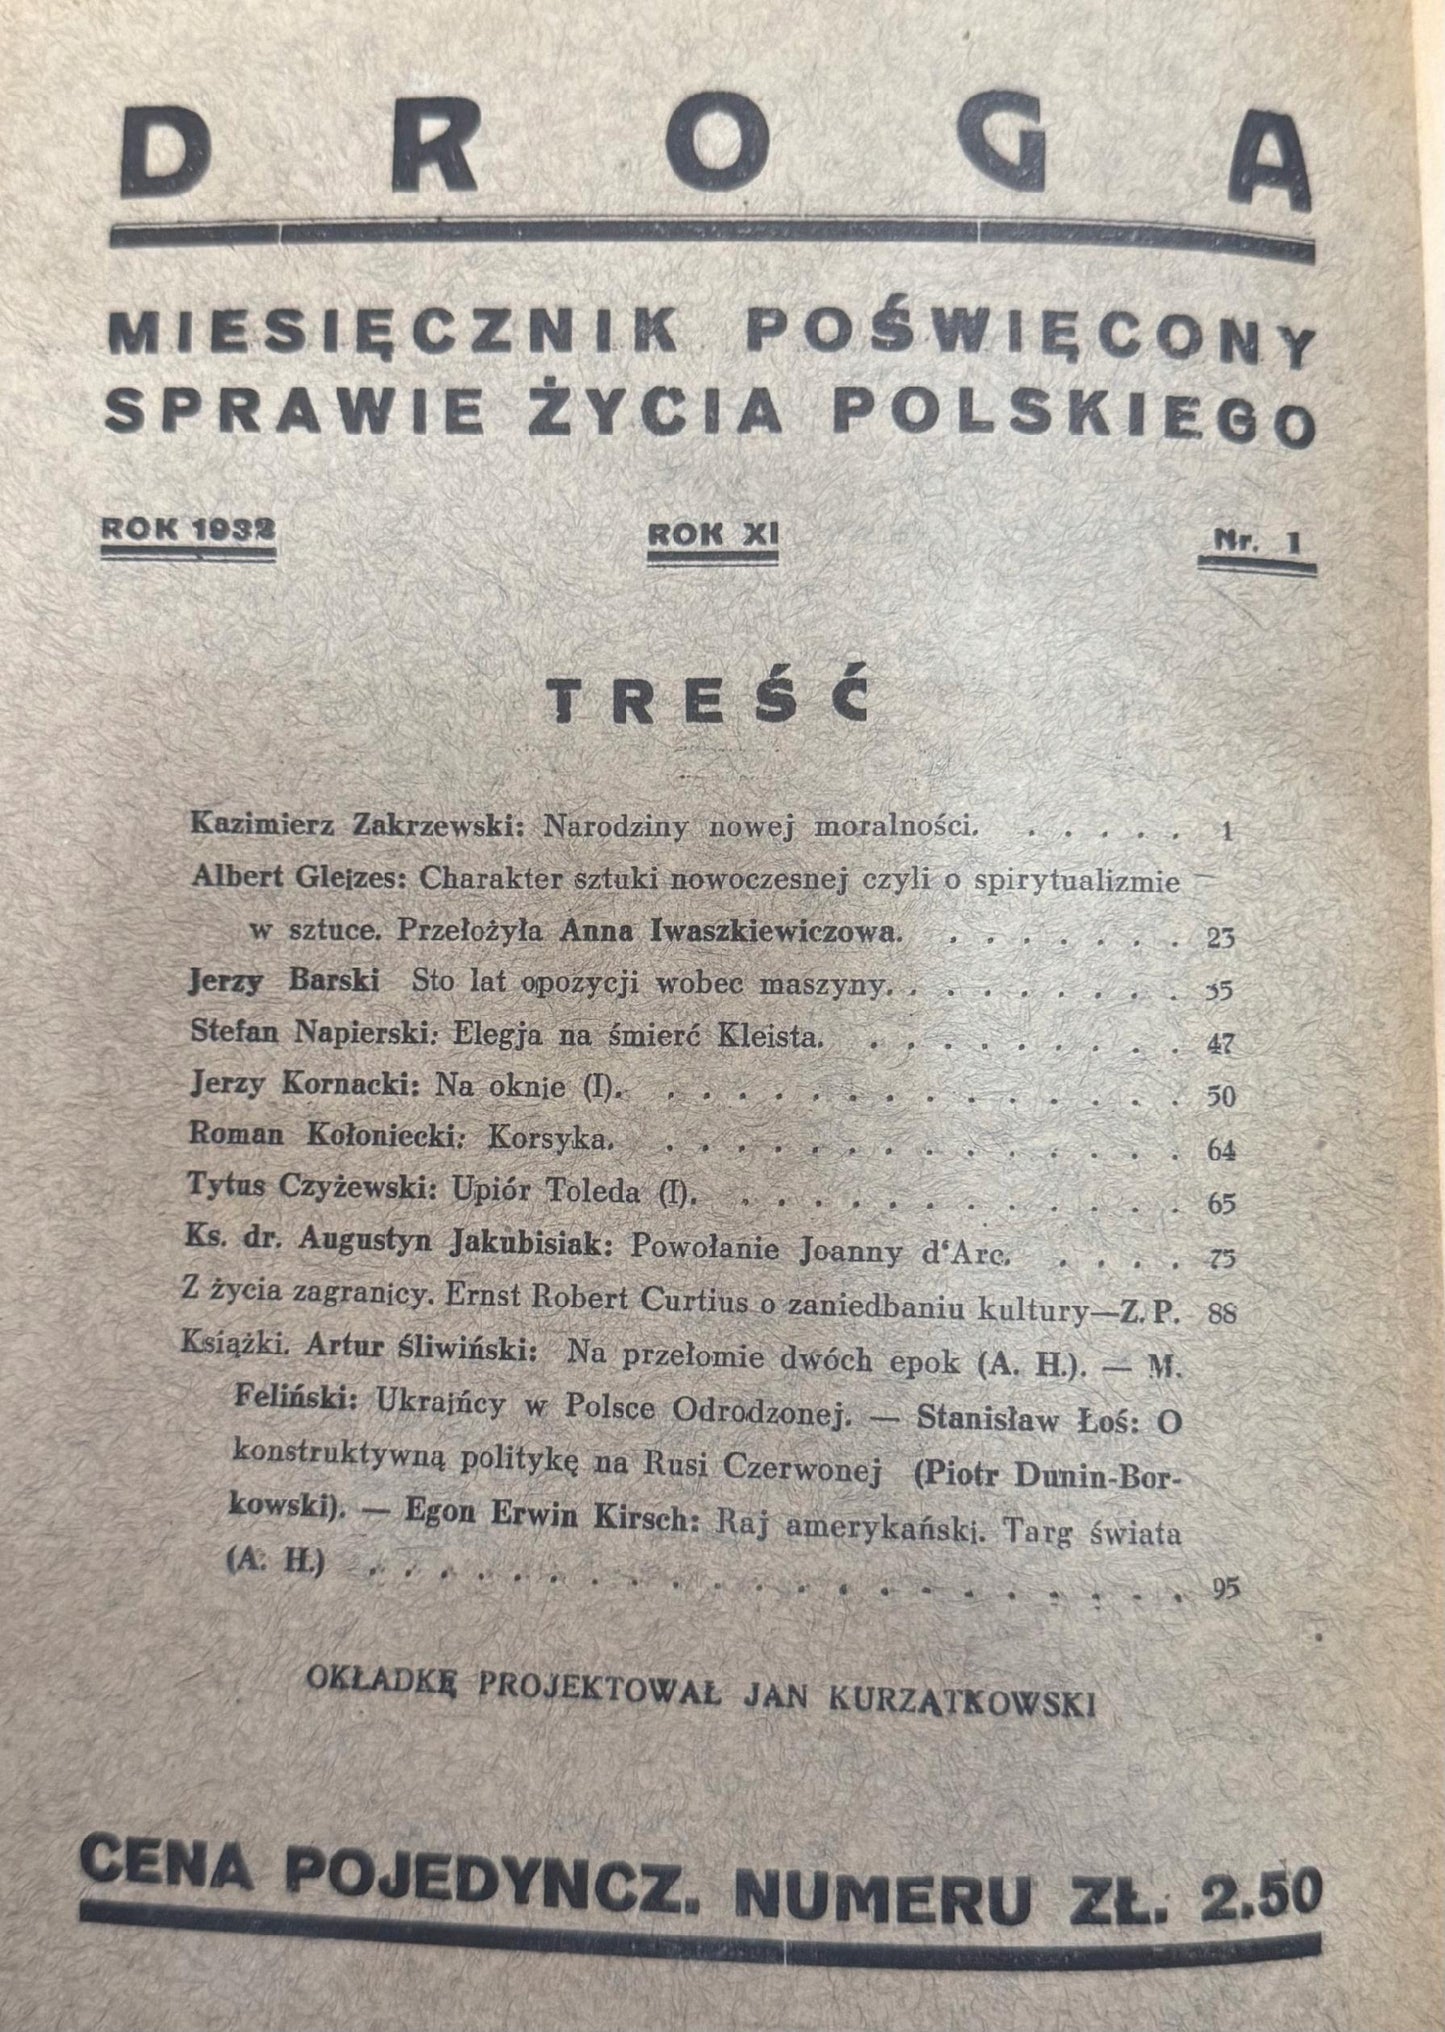 DROGA
MIESIĘCZNIK POŚWIĘCONY
SPRAWIE ŻYCIA POLSKIEGO
ROK 1932 ROK XI Nr. 1
TREŚĆ
Kazimierz Zakrzewski: Narodziny nowej moralności. . . . . . 1
Albert Gleizes: Charakter sztuki nowoczesnej czyli o spirytualizmie
w sztuce. Przełożyła Anna Iwaszkiewiczowa. . . . . . . . 23
Jerzy Barski Sto lat opozycji wobec maszyny. . . . . . . . . 35
Stefan Napierski: Elegja na śmierć Kleista. . . . . . . . . . 47
Jerzy Kornacki: Na oknie (I). . . . . . . . . . . . . . 50
Roman Kołoniecki: Korsyka. . . . . . . . . . . . . . 64
Tytus Czyżewski: Upiór Toleda (I). . . . . . . . . . . . 65
Ks. dr. Augustyn Jakubisiak: Powołanie Joanny d'Arc. . . . . 75
Z życia zagranicy. Ernst Robert Curtius o zaniedbaniu kultury—Z. P. 88
Książki. Artur Śliwiński: Na przełomie dwóch epok (A. H.). — M.
Feliński: Ukraińcy w Polsce Odrodzonej. — Stanisław Łoś: O
konstruktywną politykę na Rusi Czerwonej (Piotr Dunin-Bor-
kowski). — Egon Erwin Kirsch: Raj amerykański. Targ świata
(A. H.) . . . . . . . . . . . . . . . . . . . 95
OKŁADKĘ PROJEKTOWAŁ JAN KURZĄTKOWSKI
CENA POJEDYNCZ. NUMERU ZŁ. 2.50